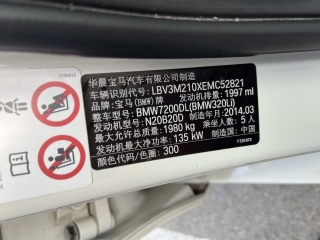 华晨宝马汽车有限公司制造
车辆识别代号: LBV3M210XEMC52821
品牌:宝马(BMW)牌 发动机排量: 1997 ml
整车型号: BMW7200DL(BMW320Li)
发动机型号: N20B20D 制造年月:2014.03
最大允许总质量: 1980 kg 乘坐人数: 5 人
发动机最大净功率: 135 kW 制造国: 中国
颜色代码/色圈: 300